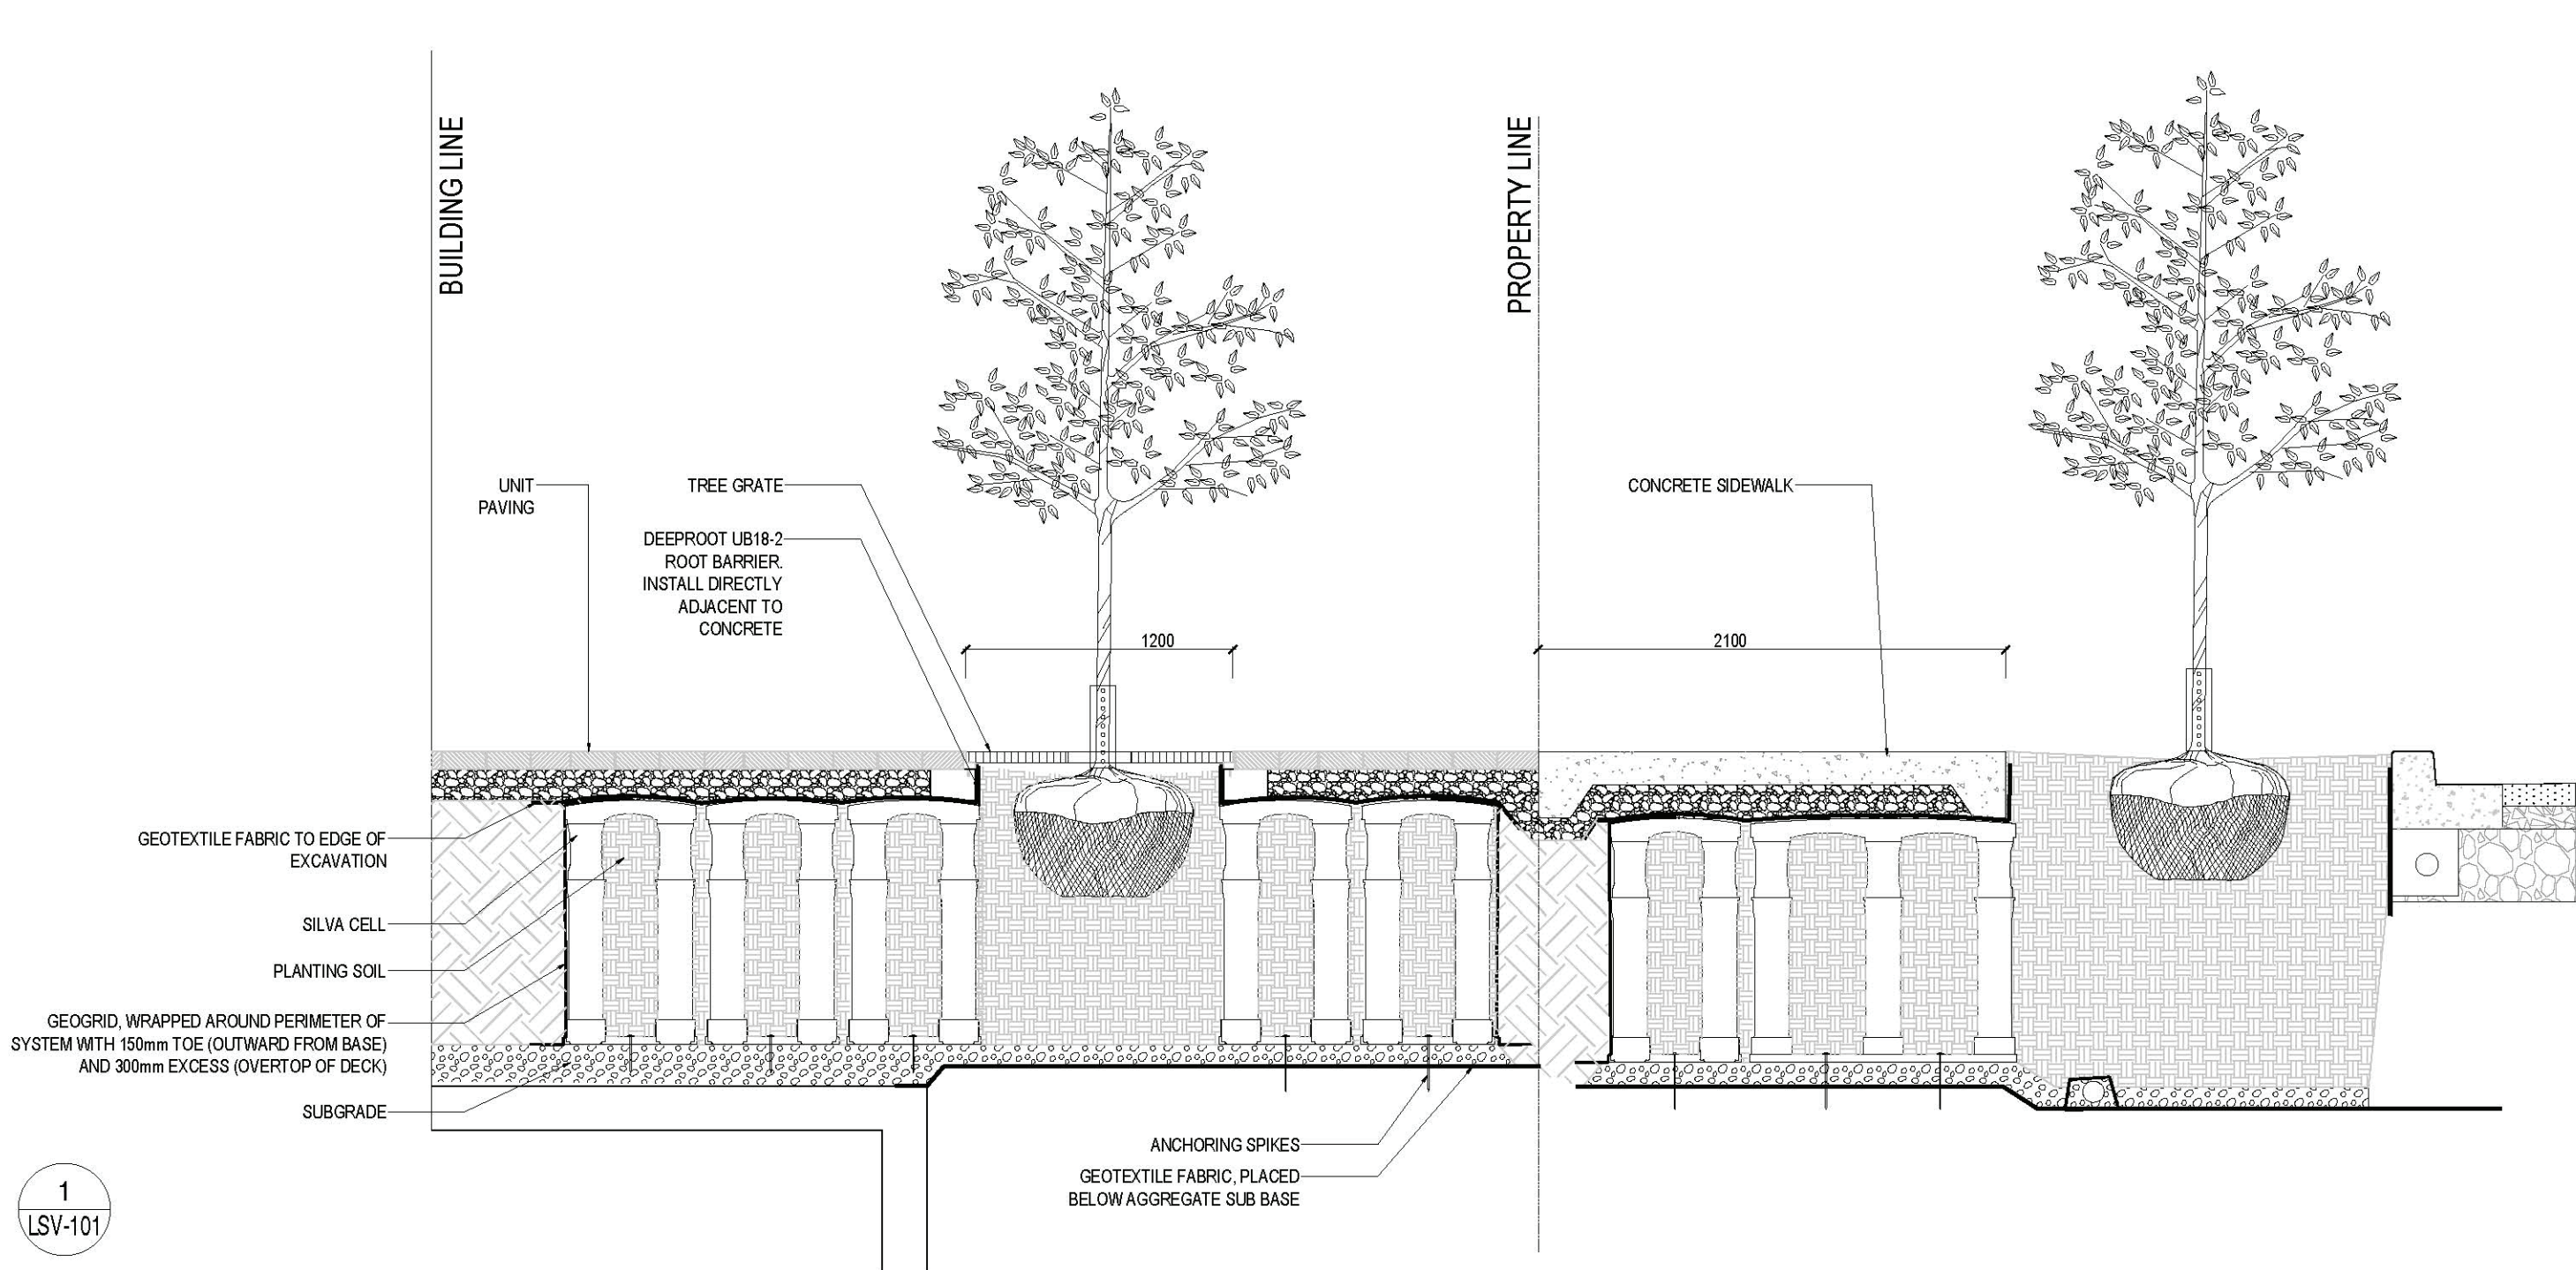 BUILDING LINE
PROPERTY LINE
UNIT
PAVING
TREE GRATE
CONCRETE SIDEWALK
DEEPROOT UB18-2
ROOT BARRIER.
INSTALL DIRECTLY
ADJACENT TO
CONCRETE
1200
2100
GEOTEXTILE FABRIC TO EDGE OF
EXCAVATION
SILVA CELL
PLANTING SOIL
GEOGRID, WRAPPED AROUND PERIMETER OF
SYSTEM WITH 150mm TOE (OUTWARD FROM BASE)
AND 300mm EXCESS (OVERTOP OF DECK)
SUBGRADE
ANCHORING SPIKES
GEOTEXTILE FABRIC, PLACED
BELOW AGGREGATE SUB BASE
1
LSV-101